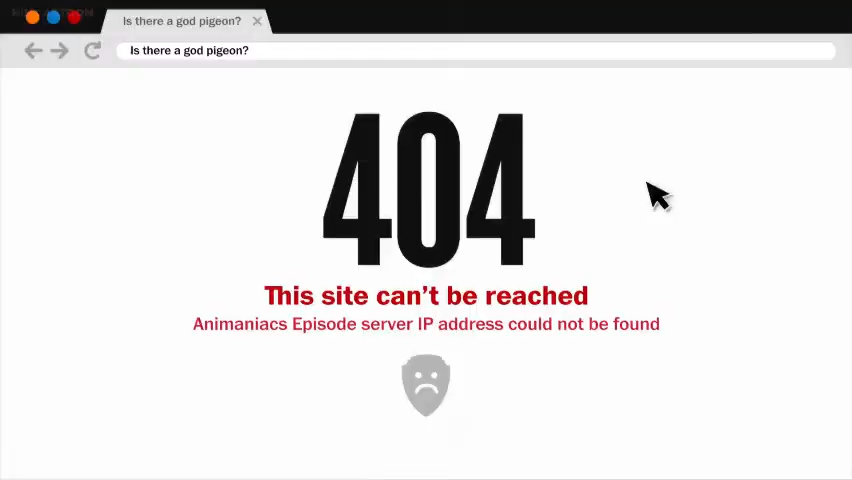 Is there a god pigeon?
Is there a god pigeon?
404
This site can't be reached
Animaniacs Episode server IP address could not be found